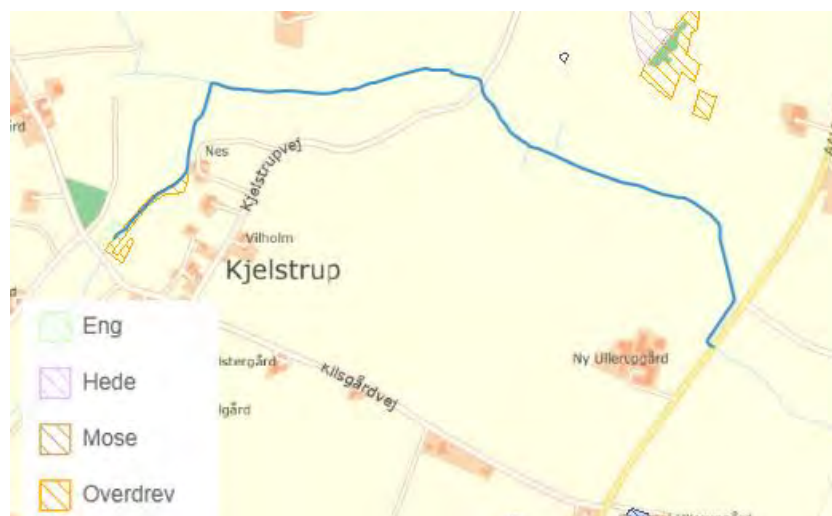 Nes
Kjelstrupvej
Vilholm
Kjelstrup
Ny Ullerupgård
Kilsgårdvej
Eng
Hede
Mose
Overdrev